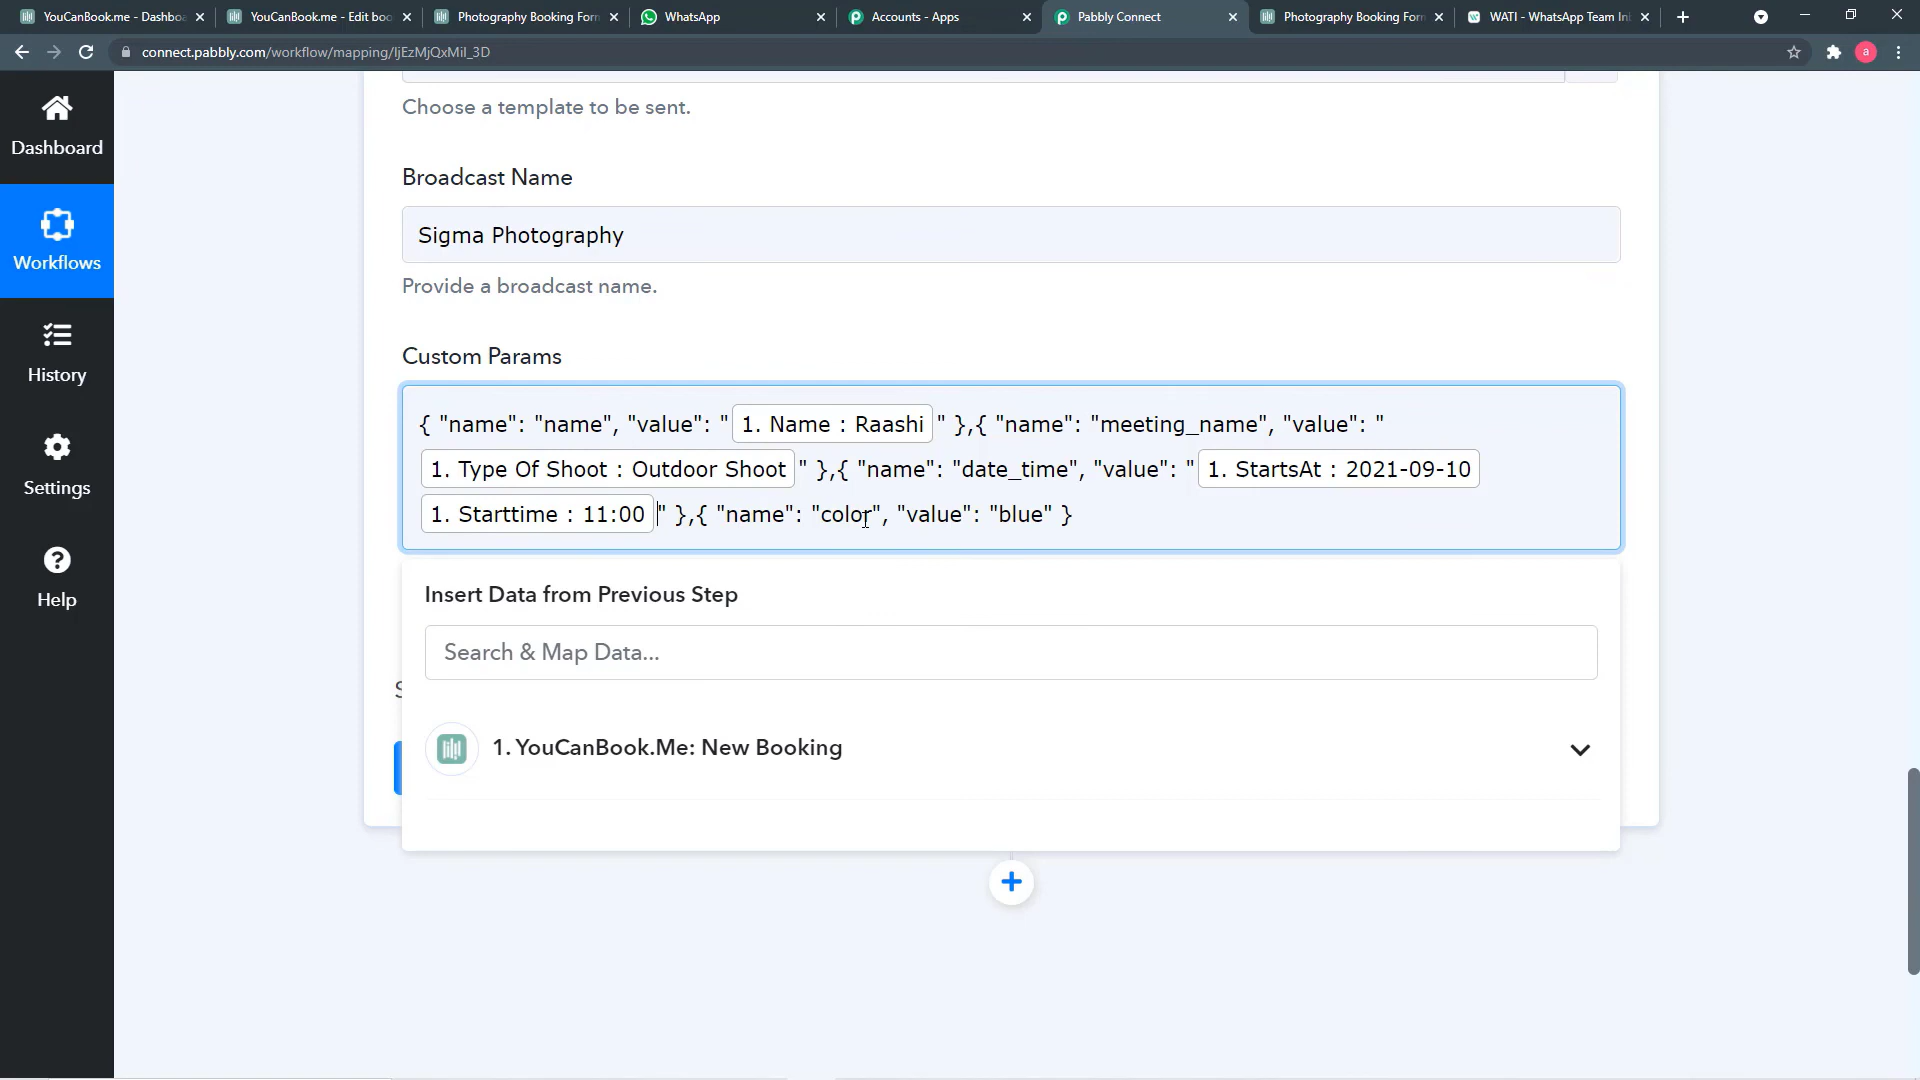 YouCanBook.me - Dashboa
YouCanBook.me - Edit boo
Photography Booking Form
WhatsApp
Accounts - Apps
Pabbly Connect
Photography Booking Form
WATI - WhatsApp Team In
connect.pabbly.com/workflow/mapping/IjEzMjQxMiI_3D
a
Choose a template to be sent.
Dashboard
Broadcast Name
Sigma Photography
Workflows
Provide a broadcast name.
Custom Params
History
{ "name": "name", "value": "1. Name : Raashi" },{ "name": "meeting_name", "value": "
1. Type Of Shoot : Outdoor Shoot" },{ "name": "date_time", "value": "1. StartsAt : 2021-09-10
Settings
1. Starttime : 11:00" },{ "name": "color", "value": "blue" }
Help
Insert Data from Previous Step
Search & Map Data...
1. YouCanBook.Me: New Booking